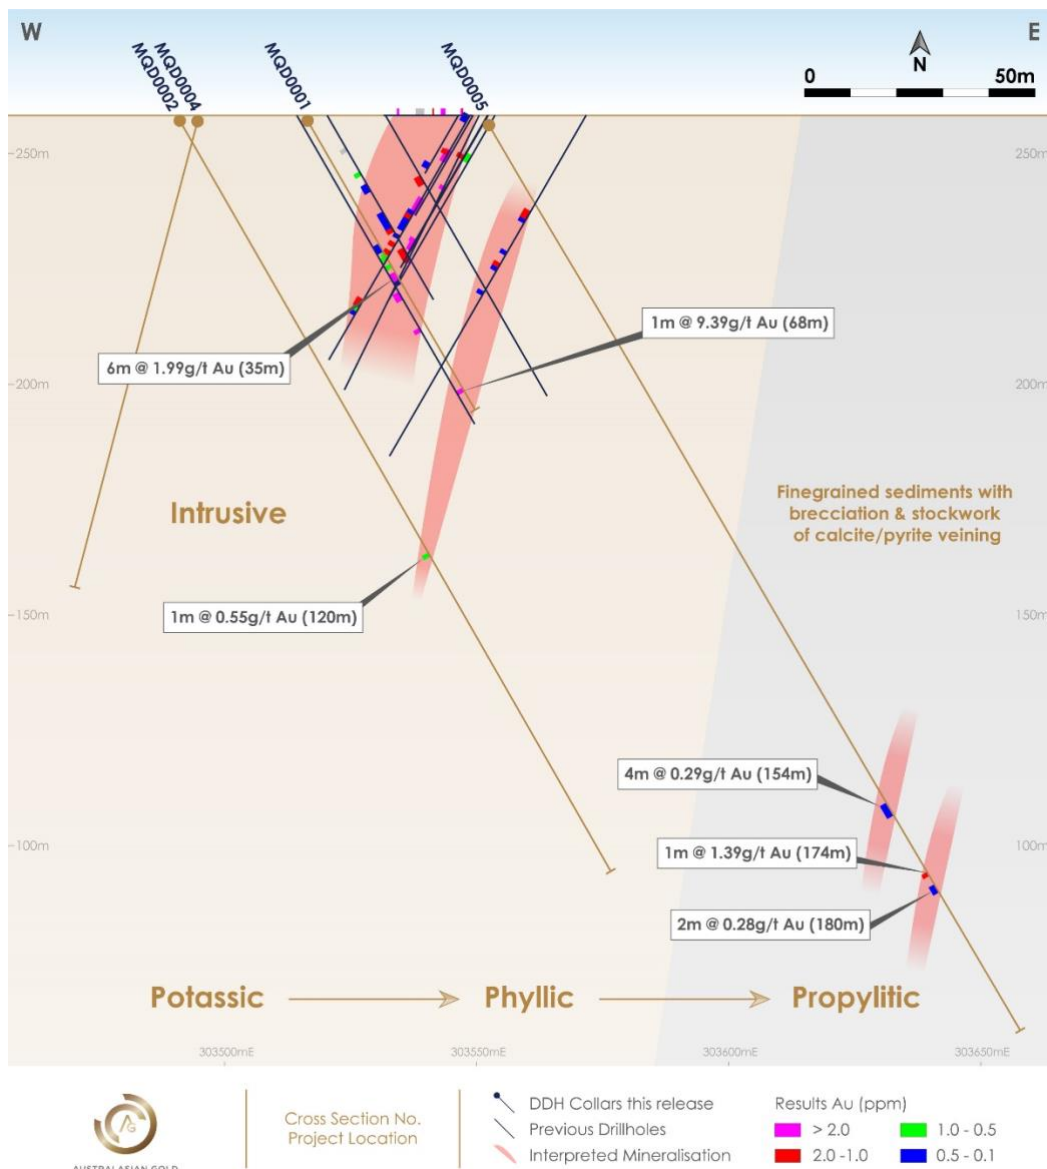 W
E
MQD0002
MQD0004
MQD0001
MQD0005
N
0 50m
250m
250m
1m @ 9.39g/t Au (68m)
6m @ 1.99g/t Au (35m)
200m
200m
Intrusive
Finegrained sediments with
brecciation & stockwork
of calcite/pyrite veining
1m @ 0.55g/t Au (120m)
150m
150m
4m @ 0.29g/t Au (154m)
1m @ 1.39g/t Au (174m)
100m
100m
2m @ 0.28g/t Au (180m)
Potassic Phyllic Propylitic
303500mE 303550mE 303600mE 303650mE
AG
AUSTRALASIAN GOLD
Cross Section No.
Project Location
DDH Collars this release
Previous Drillholes
Interpreted Mineralisation
Results Au (ppm)
> 2.0 1.0 - 0.5
2.0 -1.0 0.5 - 0.1